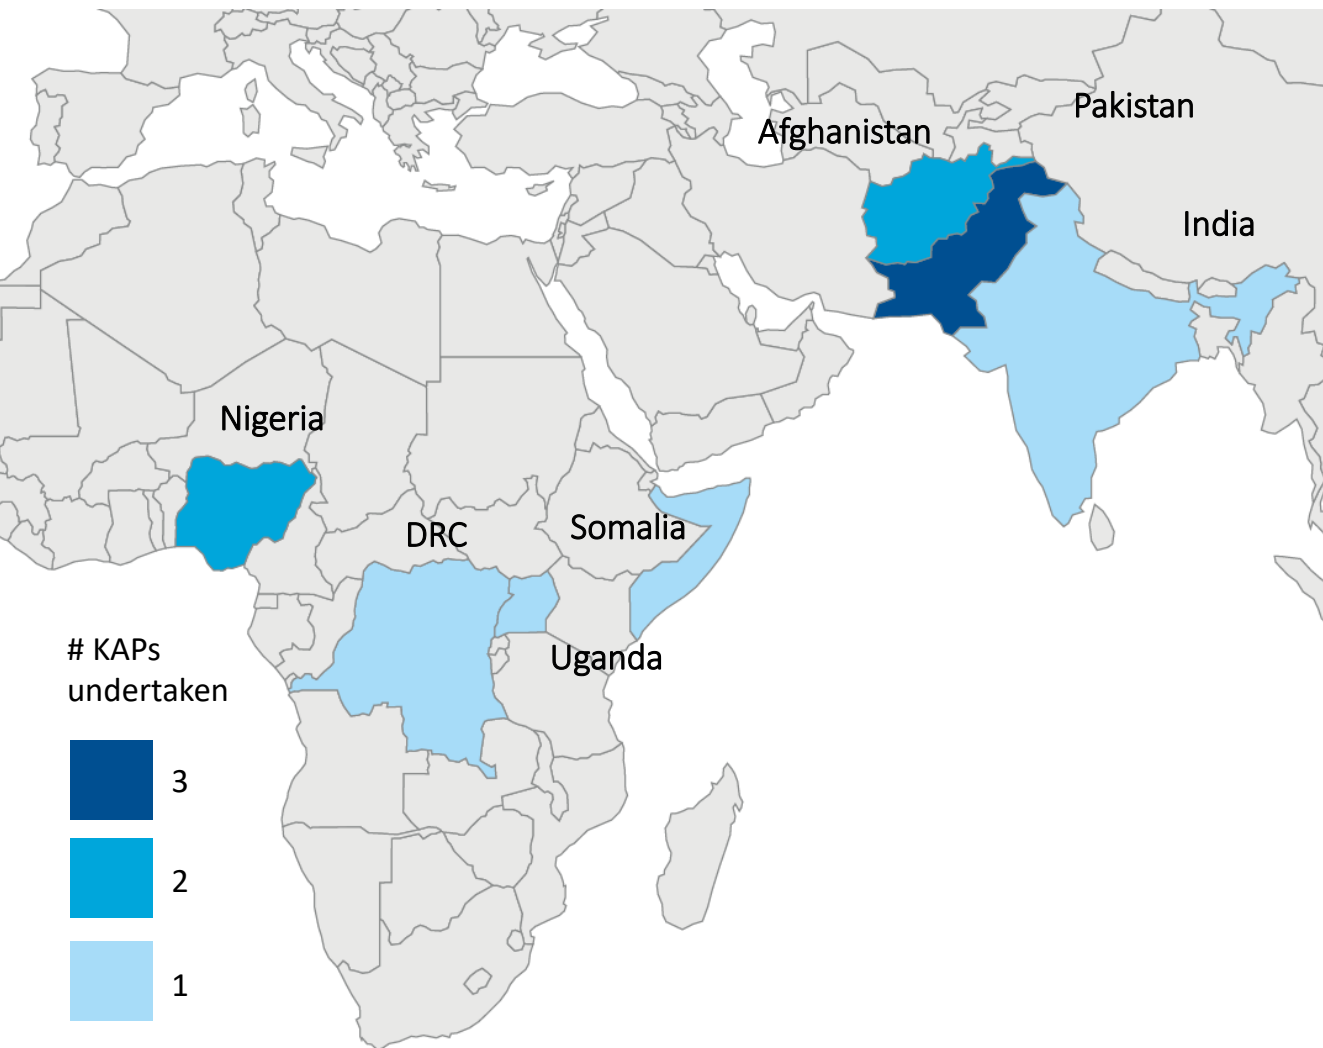 Pakistan
Afghanistan
India
Nigeria
DRC
Somalia
Uganda
# KAPs
undertaken
3
2
1